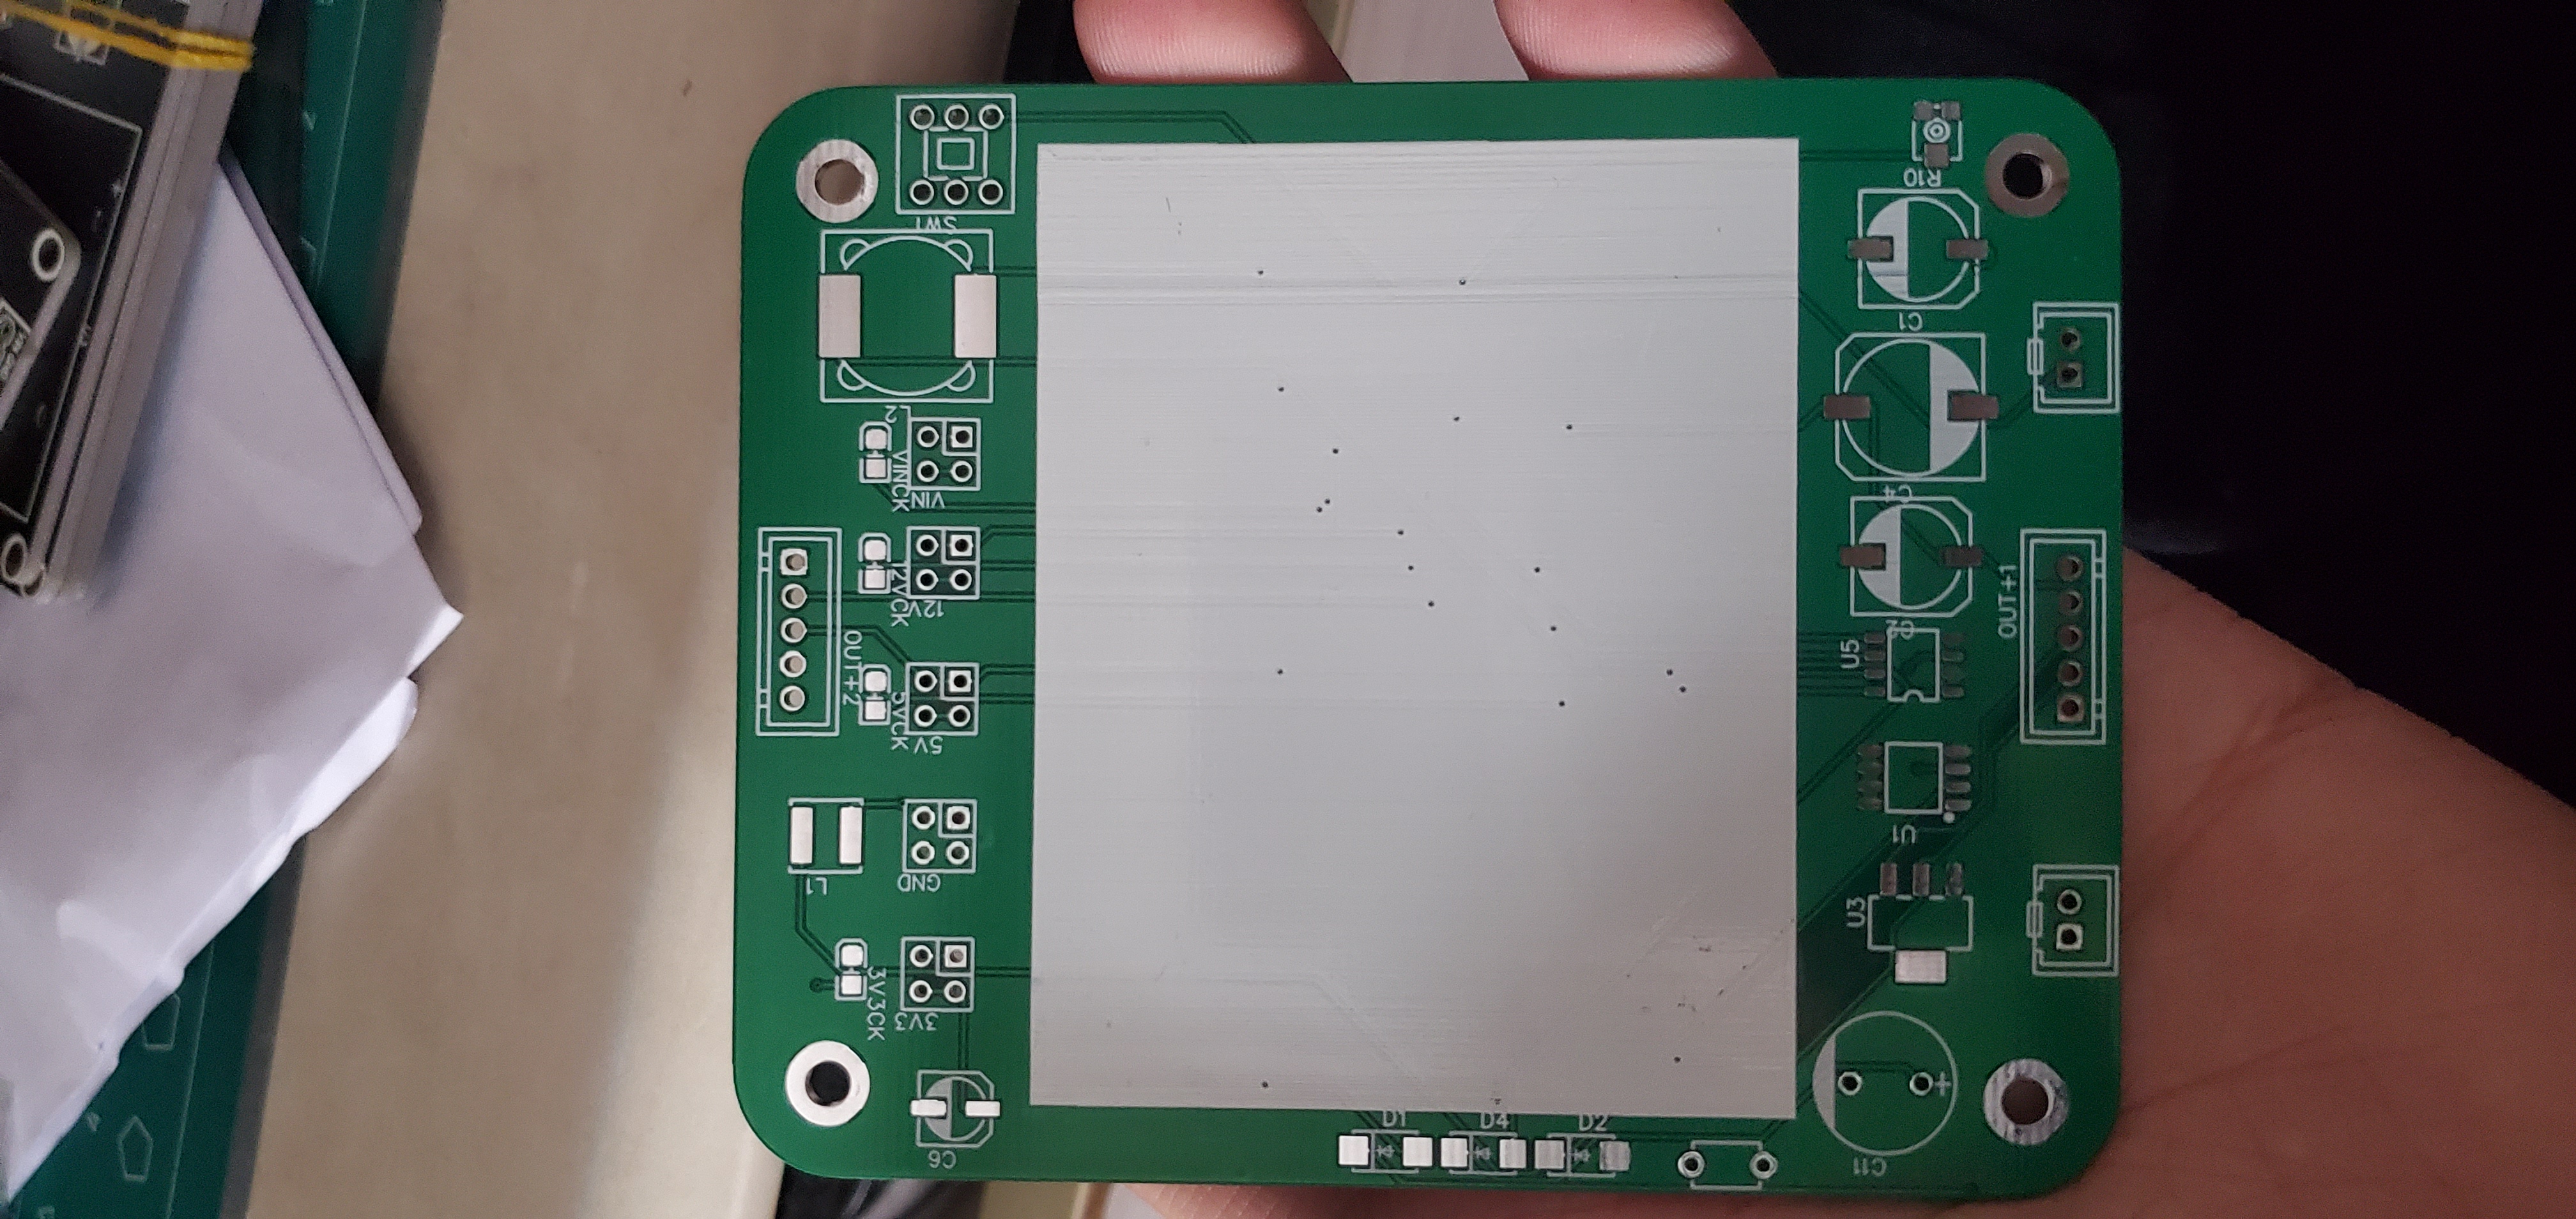 OUT+2
L1
3V3CK
5VCK
12VCK
VINCK
L2
C6
3V3
GND
5V
12V
VIN
SW1
D1
D4
D2
C11
+
U3
U1
U5
C2
C4
C1
R10
OUT+1